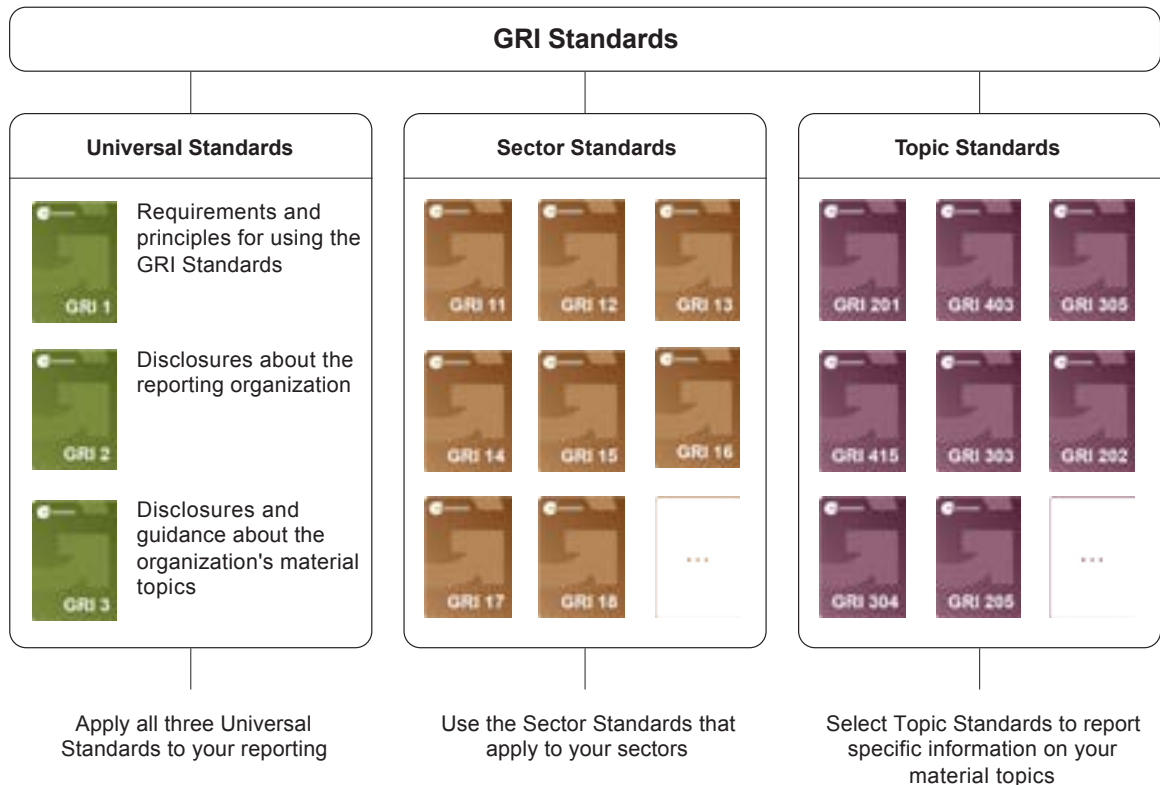 GRI Standards
Universal Standards
Requirements and
principles for using the
GRI Standards
GRI 1
Disclosures about the
reporting organization
GRI 2
Disclosures and
guidance about the
organization's material
topics
GRI 3
Apply all three Universal
Standards to your reporting
Sector Standards
GRI 11 GRI 12 GRI 13
GRI 14 GRI 15 GRI 16
GRI 17 GRI 18 ...
Use the Sector Standards that
apply to your sectors
Topic Standards
GRI 201 GRI 403 GRI 305
GRI 415 GRI 303 GRI 202
GRI 304 GRI 205 ...
Select Topic Standards to report
specific information on your
material topics